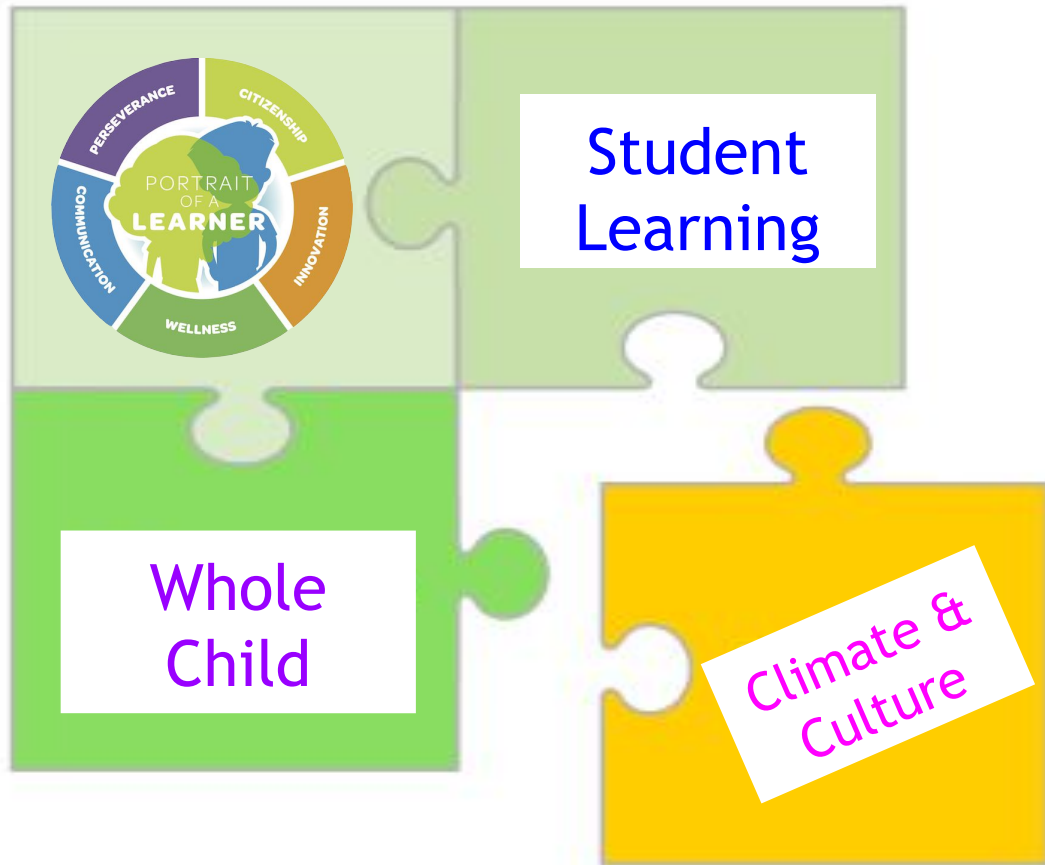 PERSEVERANCE
CITIZENSHIP
COMMUNICATION
INNOVATION
WELLNESS
PORTRAIT
OF A
LEARNER
Student
Learning
Whole
Child
Climate &
Culture